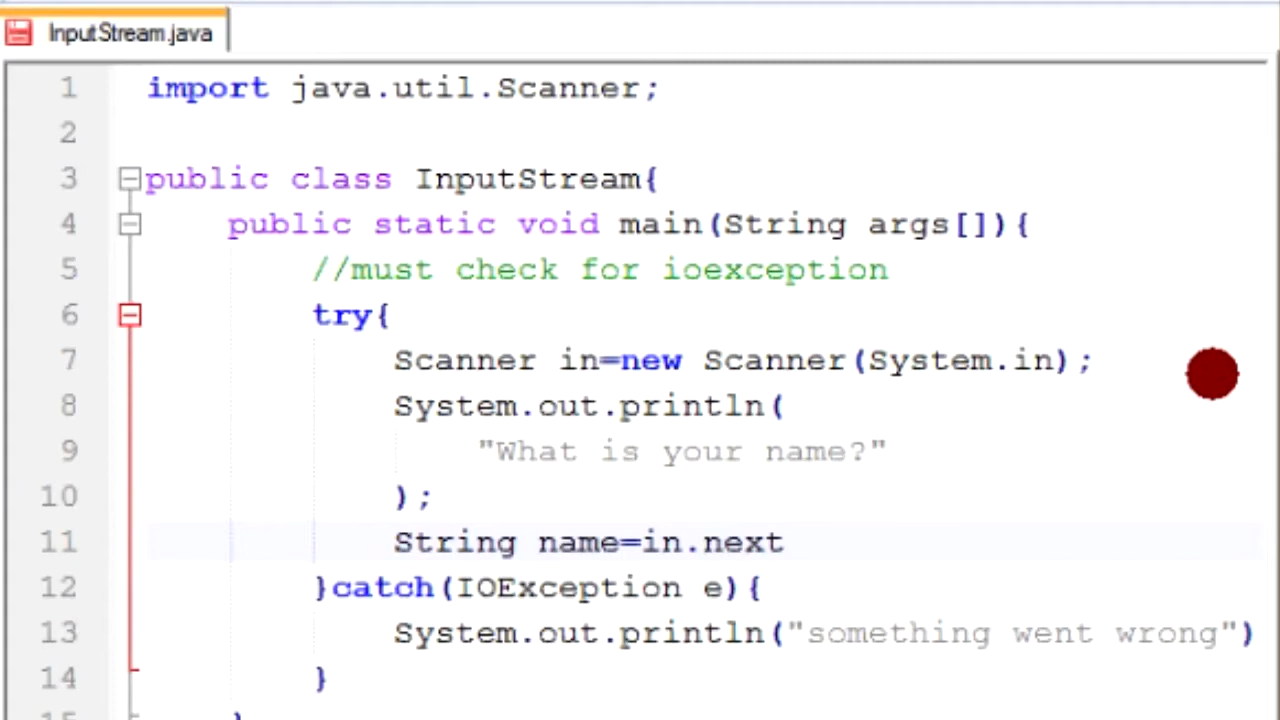 InputStream.java
1 import java.util.Scanner;
2
3 public class InputStream{
4 public static void main(String args[]){
5 //must check for ioexception
6 try{
7 Scanner in=new Scanner(System.in);
8 System.out.println(
9 "What is your name?"
10 );
11 String name=in.next
12 }catch(IOException e){
13 System.out.println("something went wrong")
14 }
15 }